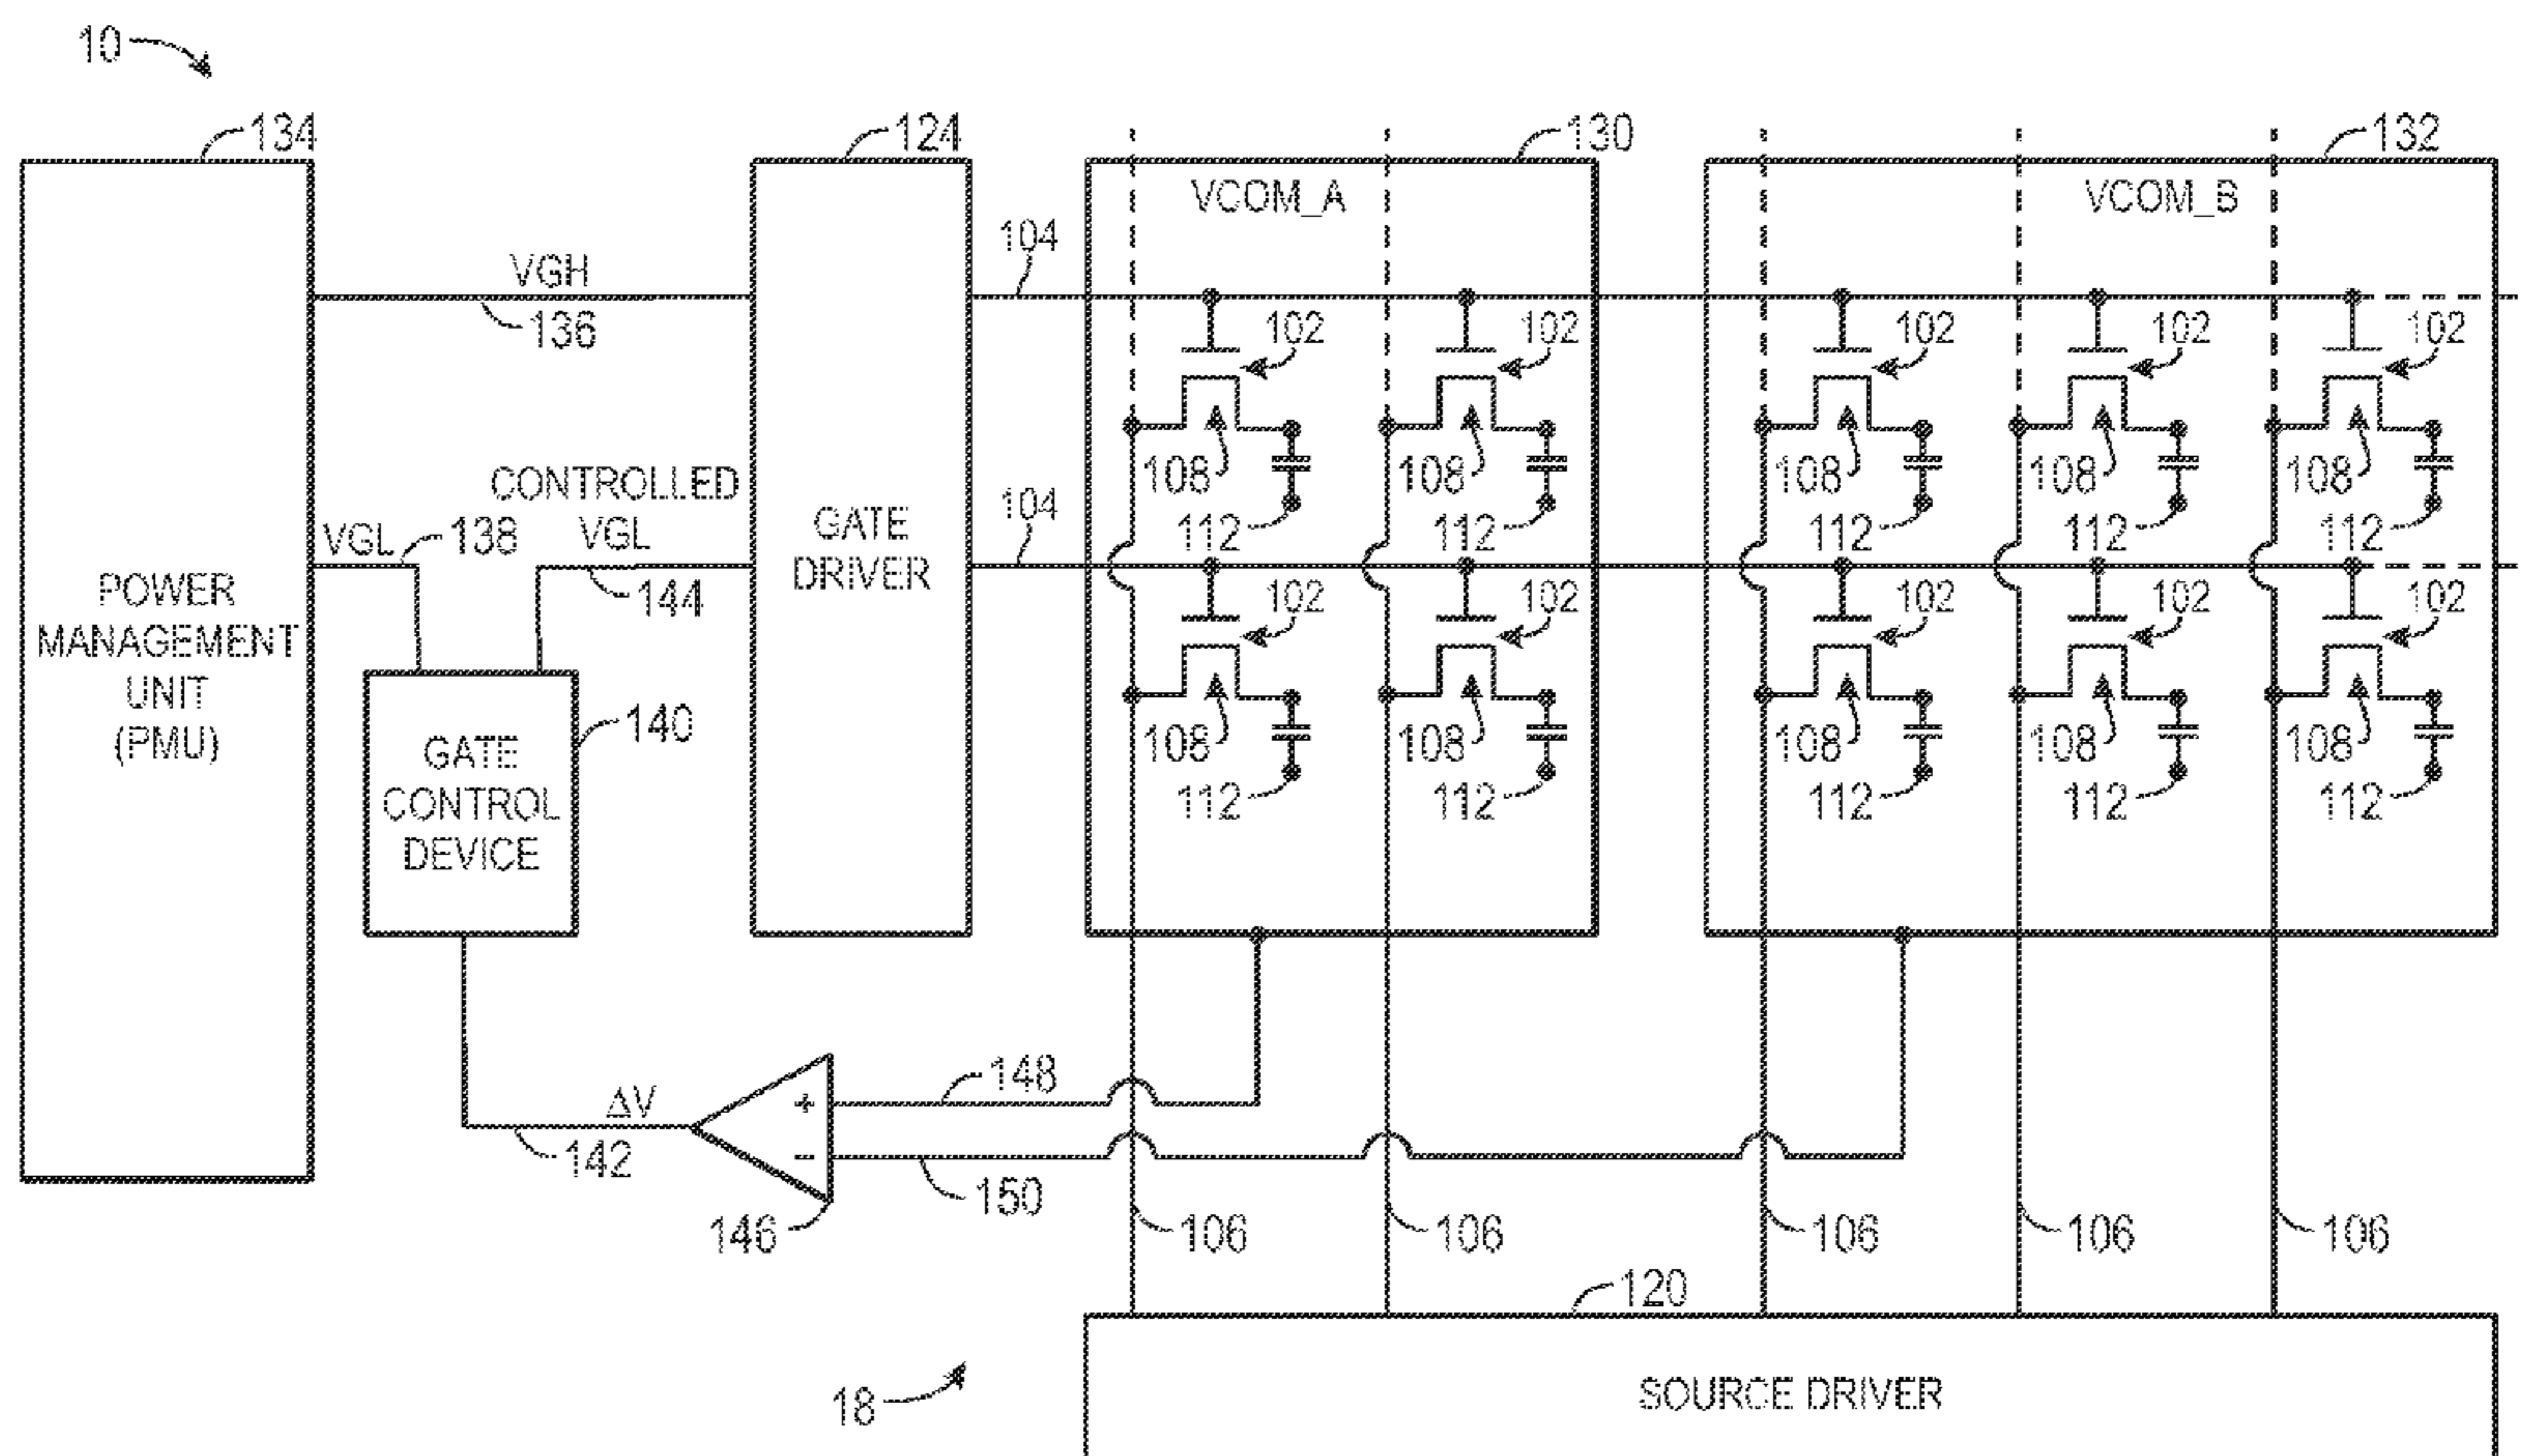 10
134
124
130
132
VCOM_A
VCOM_B
VGH
136
104
102 102 102 102 102
108 108 108 108 108
112 112 112 112 112
CONTROLLED
VGL
144
VGL
138
104
GATE
DRIVER
POWER
MANAGEMENT
UNIT
(PMU)
102 102 102 102 102
108 108 108 108 108
112 112 112 112 112
140
GATE
CONTROL
DEVICE
ΔV
142
+
-
146
148
150
106 106 106 106 106
120
18
SOURCE DRIVER